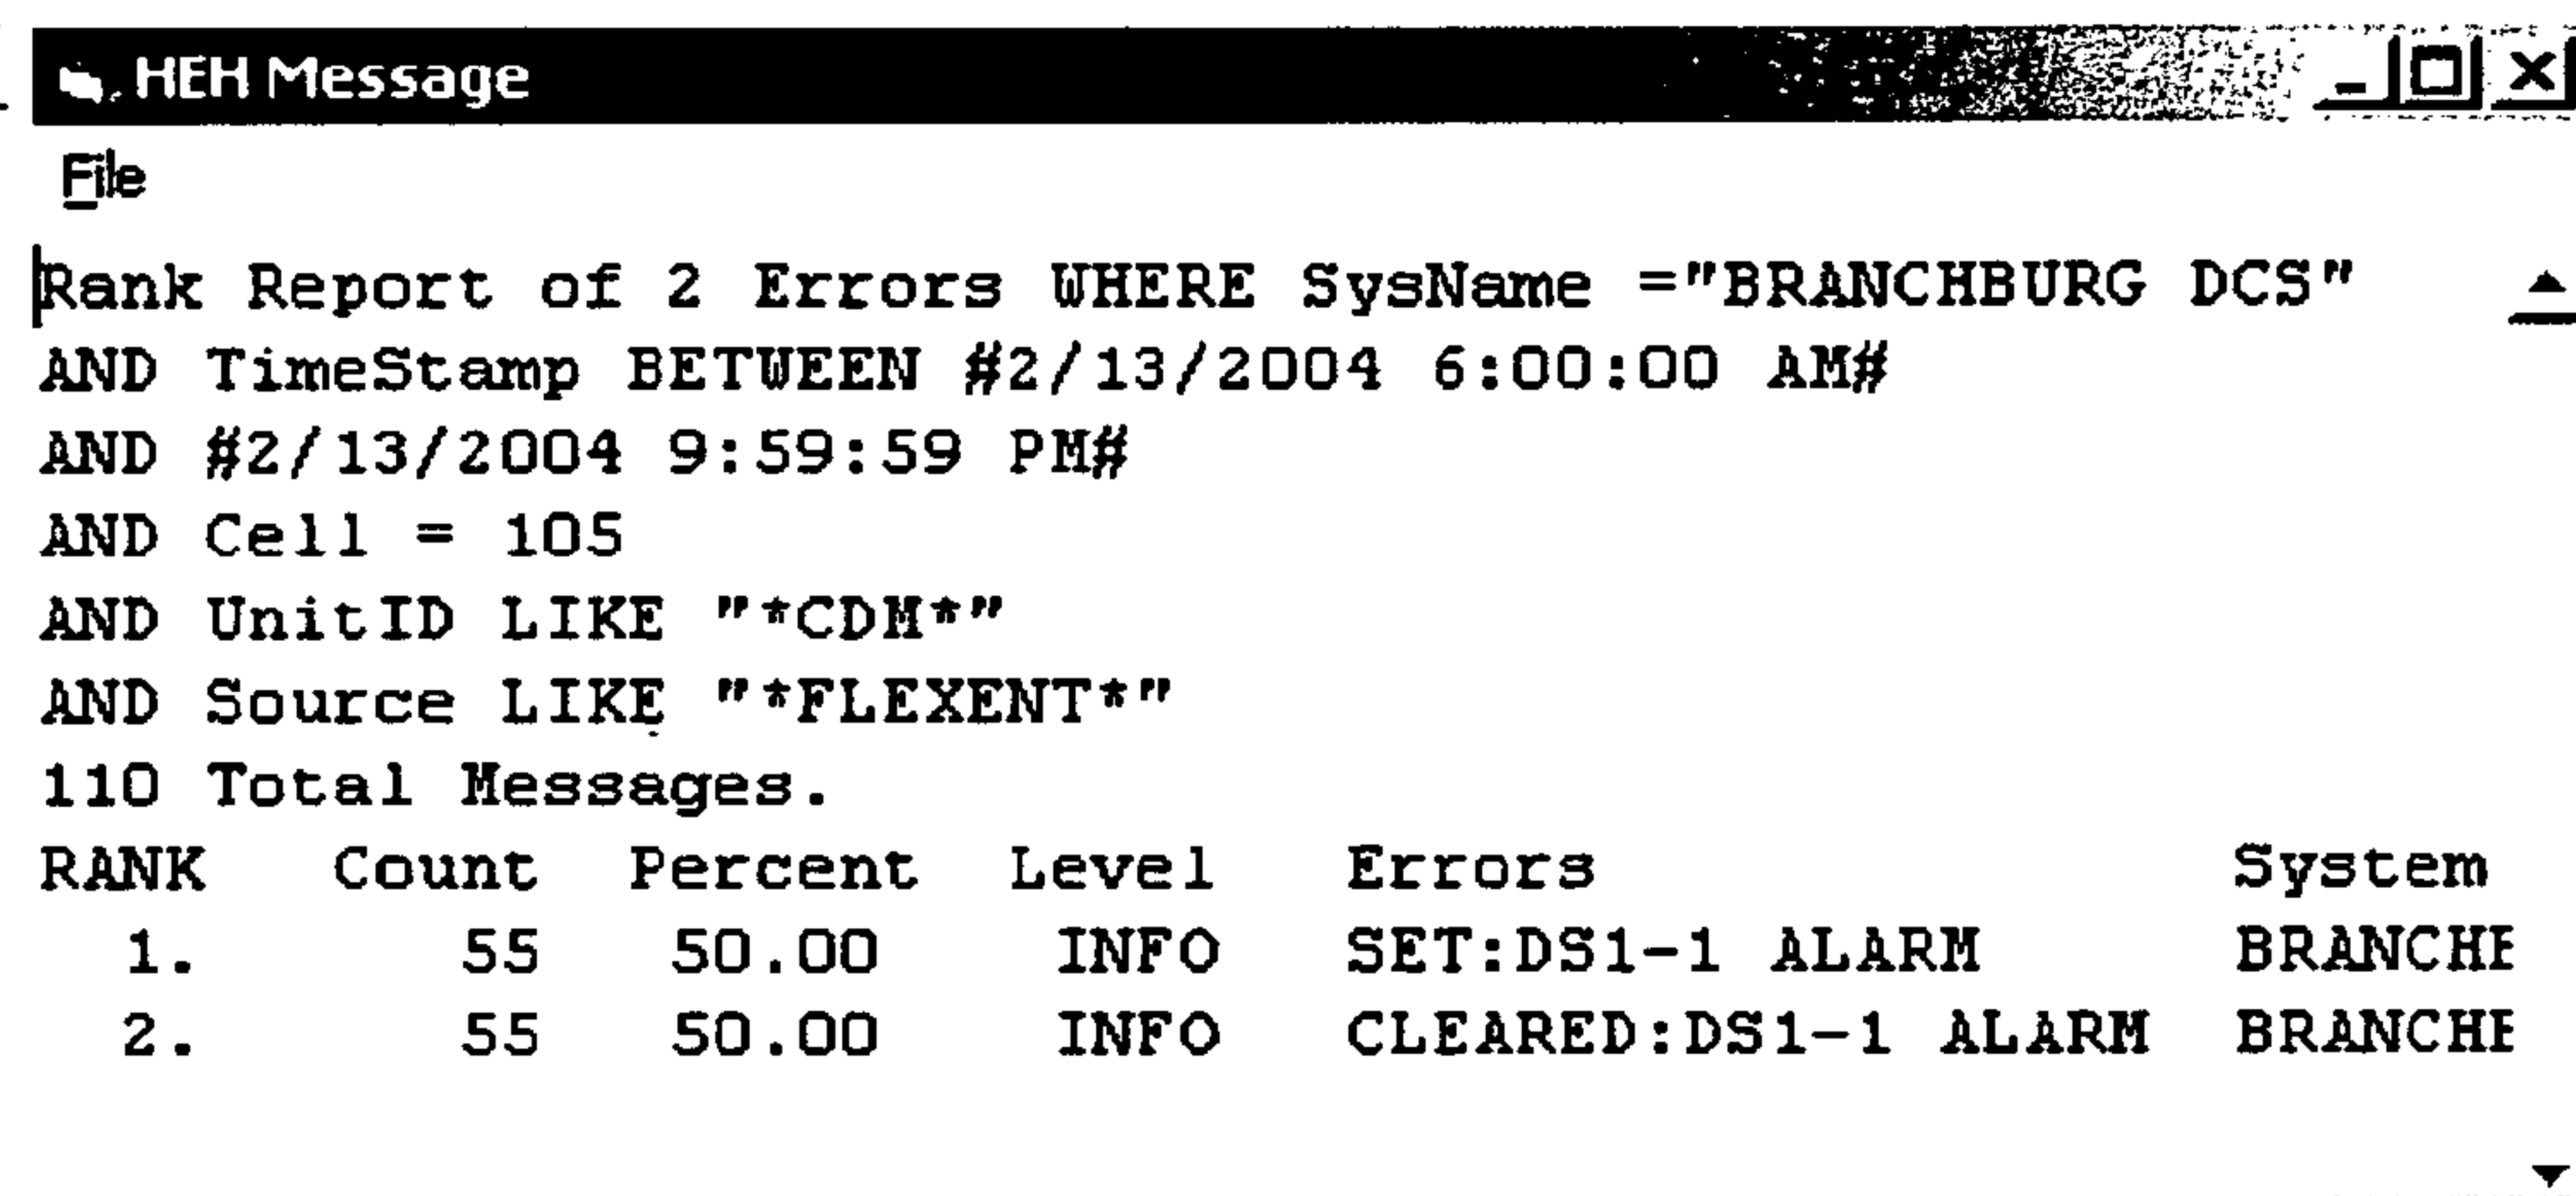 HEH Message
File
Rank Report of 2 Errors WHERE SysName ="BRANCHBURG DCS"
AND TimeStamp BETWEEN #2/13/2004 6:00:00 AM#
AND #2/13/2004 9:59:59 PM#
AND Cell = 105
AND UnitID LIKE "*CDM*"
AND Source LIKE "*FLEXENT*"
110 Total Messages.
RANK Count Percent Level Errors System
1. 55 50.00 INFO SET:DS1-1 ALARM BRANCHE
2. 55 50.00 INFO CLEARED:DS1-1 ALARM BRANCHE